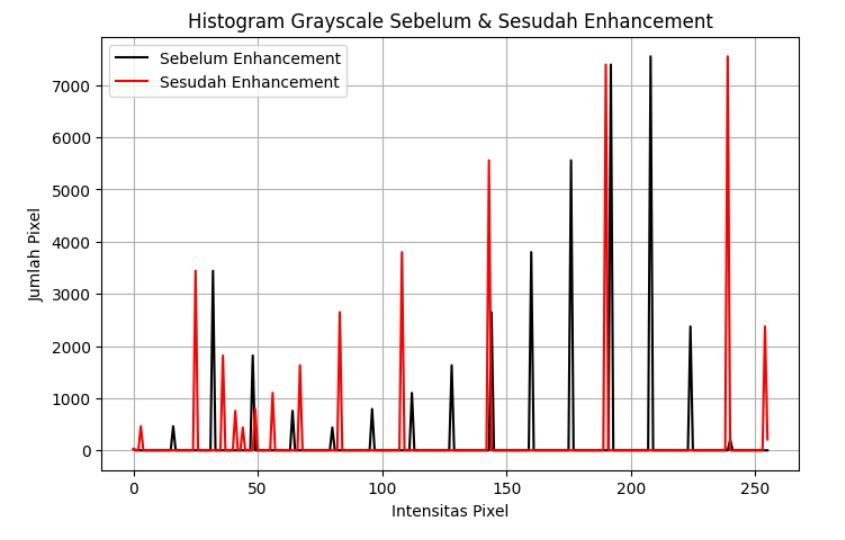 Histogram Grayscale Sebelum & Sesudah Enhancement
Sebelum Enhancement
Sesudah Enhancement
Jumlah Pixel
7000
6000
5000
4000
3000
2000
1000
0
0 50 100 150 200 250
Intensitas Pixel